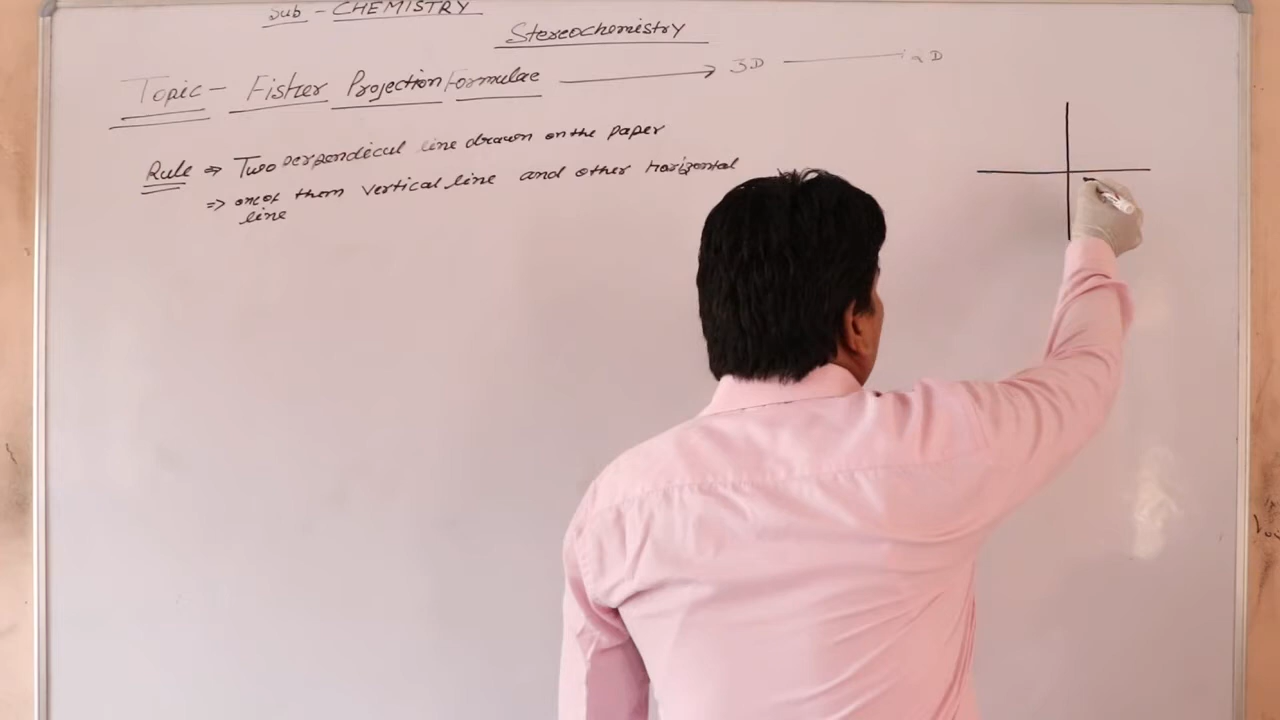 Sub - CHEMISTRY
Stereochemistry
Topic - Fisher Projection Formulae → 3D — 2D
Rule ⇒ Two perpendicul line drawn on the paper
⇒ one of them vertical line and other horizontal
line